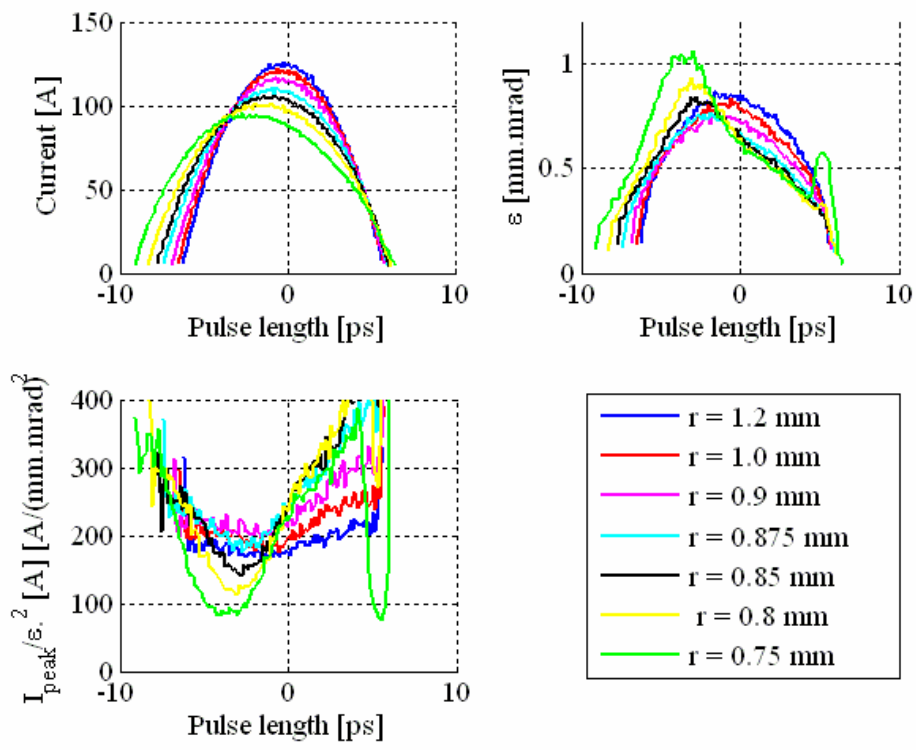 150
100
50
0
-10
0
10
Current [A]
Pulse length [ps]
1
0.5
0
-10
0
10
ε [mm.mrad]
Pulse length [ps]
400
300
200
100
0
-10
0
10
I_peak/ε.² [A] [A/(mm.mrad)²
Pulse length [ps]
r = 1.2 mm
r = 1.0 mm
r = 0.9 mm
r = 0.875 mm
r = 0.85 mm
r = 0.8 mm
r = 0.75 mm